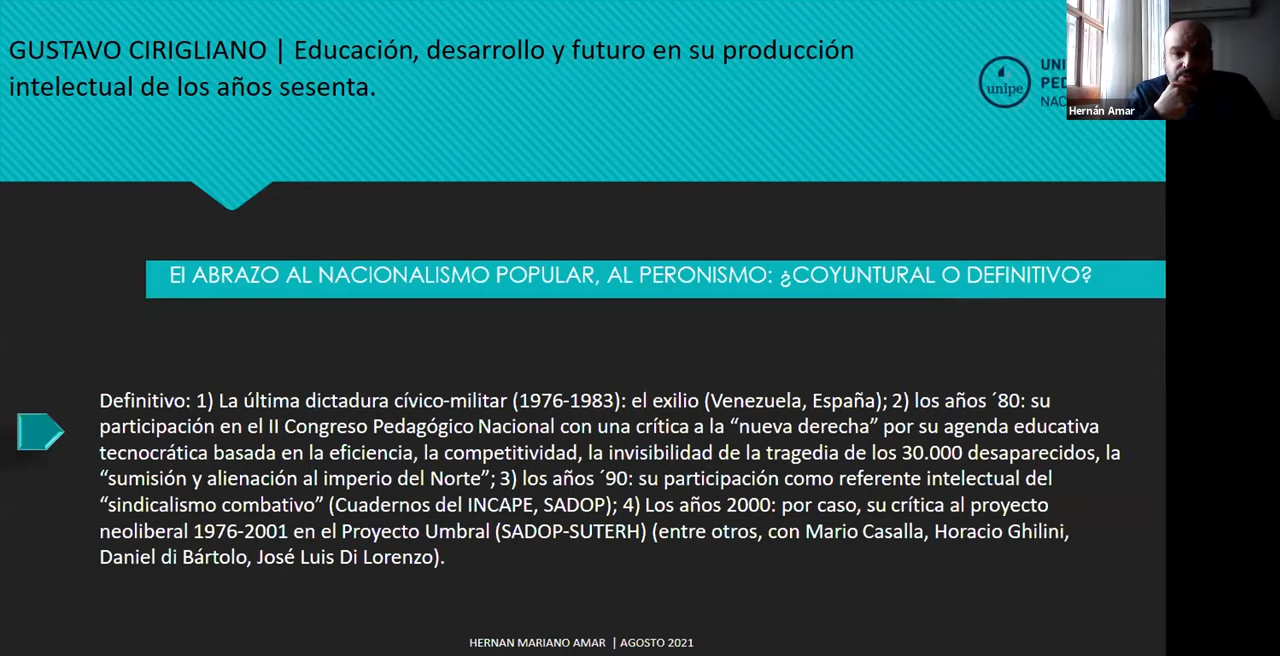 GUSTAVO CIRIGLIANO | Educación, desarrollo y futuro en su producción
intelectual de los años sesenta.
unipe
UNI
PED
NAC
Hernán Amar
El ABRAZO AL NACIONALISMO POPULAR, AL PERONISMO: ¿COYUNTURAL O DEFINITIVO?
Definitivo: 1) La última dictadura cívico-militar (1976-1983): el exilio (Venezuela, España); 2) los años ´80: su
participación en el II Congreso Pedagógico Nacional con una crítica a la “nueva derecha” por su agenda educativa
tecnocrática basada en la eficiencia, la competitividad, la invisibilidad de la tragedia de los 30.000 desaparecidos, la
“sumisión y alienación al imperio del Norte”; 3) los años ´90: su participación como referente intelectual del
“sindicalismo combativo” (Cuadernos del INCAPE, SADOP); 4) Los años 2000: por caso, su crítica al proyecto
neoliberal 1976-2001 en el Proyecto Umbral (SADOP-SUTERH) (entre otros, con Mario Casalla, Horacio Ghilini,
Daniel di Bártolo, José Luis Di Lorenzo).
HERNAN MARIANO AMAR | AGOSTO 2021